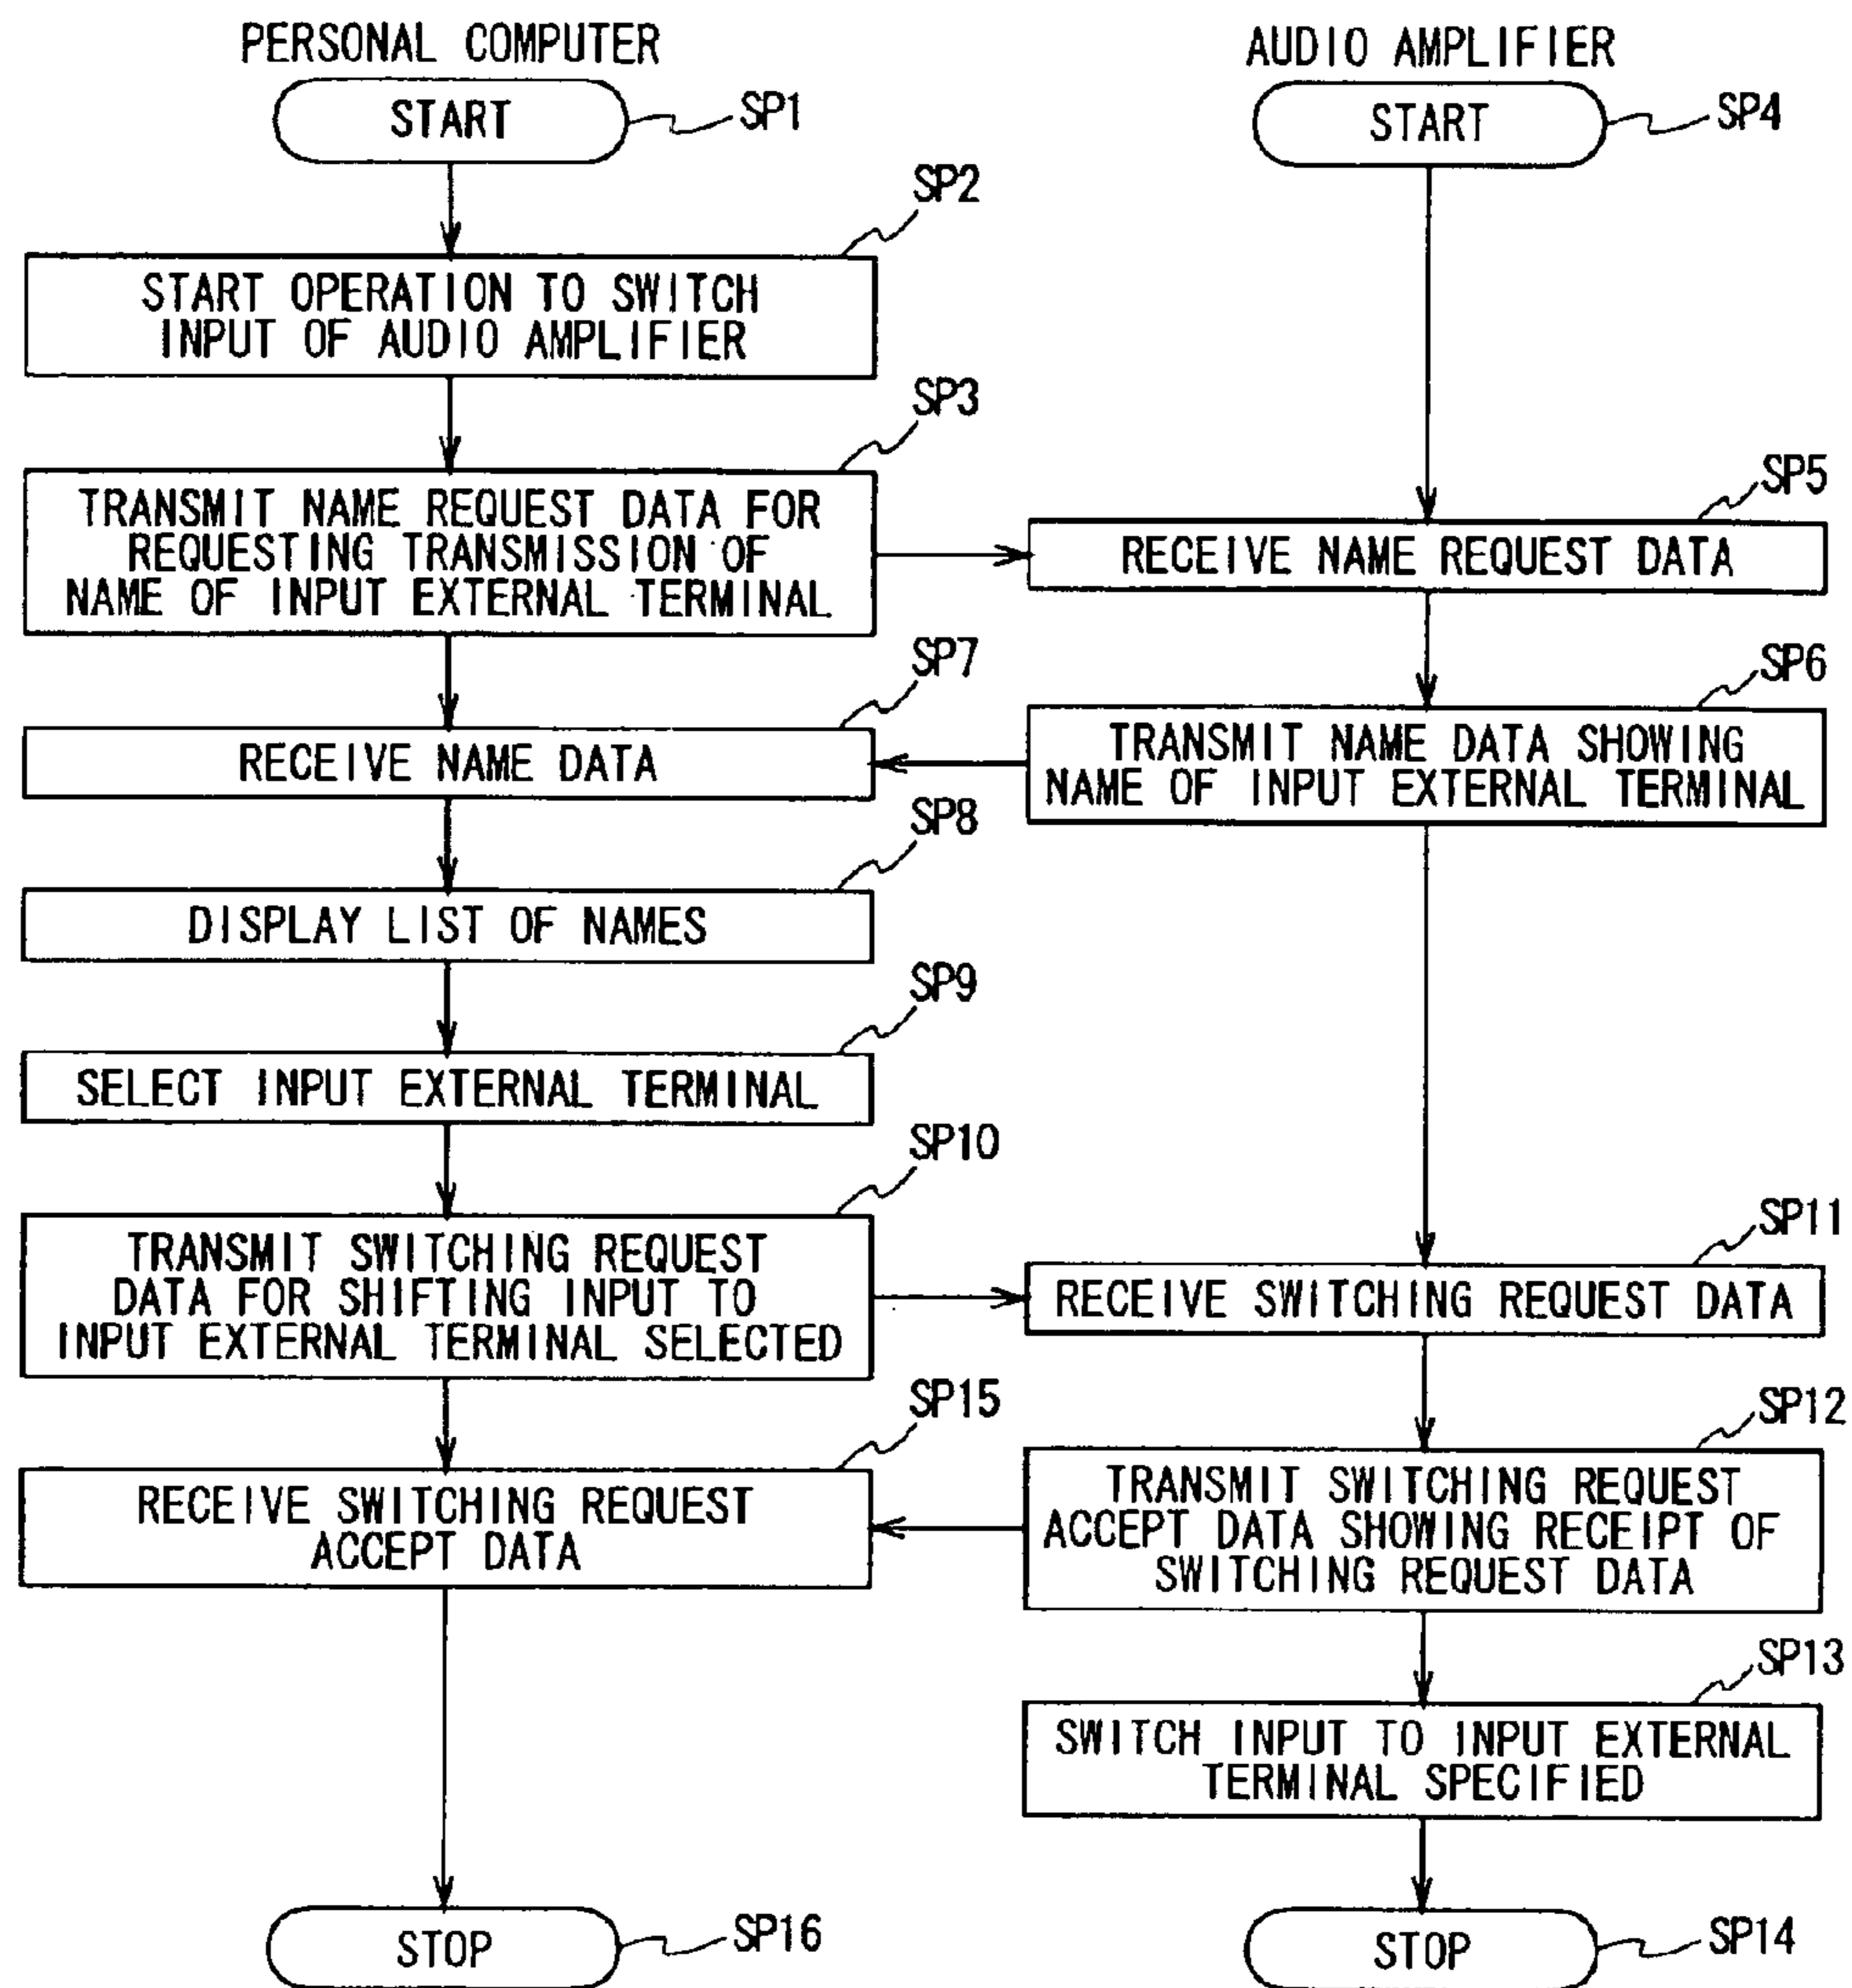 PERSONAL COMPUTER
START
SP1
SP2
START OPERATION TO SWITCH
INPUT OF AUDIO AMPLIFIER
SP3
TRANSMIT NAME REQUEST DATA FOR
REQUESTING TRANSMISSION OF
NAME OF INPUT EXTERNAL TERMINAL
SP7
RECEIVE NAME DATA
SP8
DISPLAY LIST OF NAMES
SP9
SELECT INPUT EXTERNAL TERMINAL
SP10
TRANSMIT SWITCHING REQUEST
DATA FOR SHIFTING INPUT TO
INPUT EXTERNAL TERMINAL SELECTED
SP15
RECEIVE SWITCHING REQUEST
ACCEPT DATA
STOP
SP16
AUDIO AMPLIFIER
START
SP4
SP5
RECEIVE NAME REQUEST DATA
SP6
TRANSMIT NAME DATA SHOWING
NAME OF INPUT EXTERNAL TERMINAL
SP11
RECEIVE SWITCHING REQUEST DATA
SP12
TRANSMIT SWITCHING REQUEST
ACCEPT DATA SHOWING RECEIPT OF
SWITCHING REQUEST DATA
SP13
SWITCH INPUT TO INPUT EXTERNAL
TERMINAL SPECIFIED
STOP
SP14